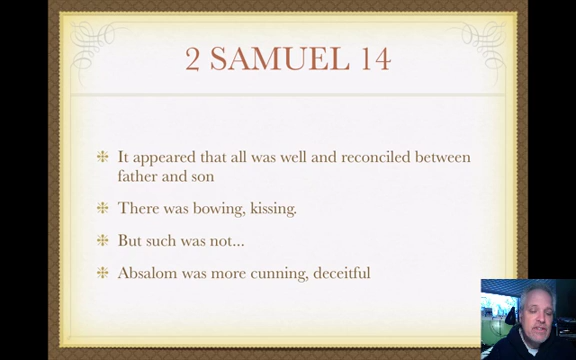 2 SAMUEL 14
It appeared that all was well and reconciled between
father and son
There was bowing, kissing.
But such was not...
Absalom was more cunning, deceitful